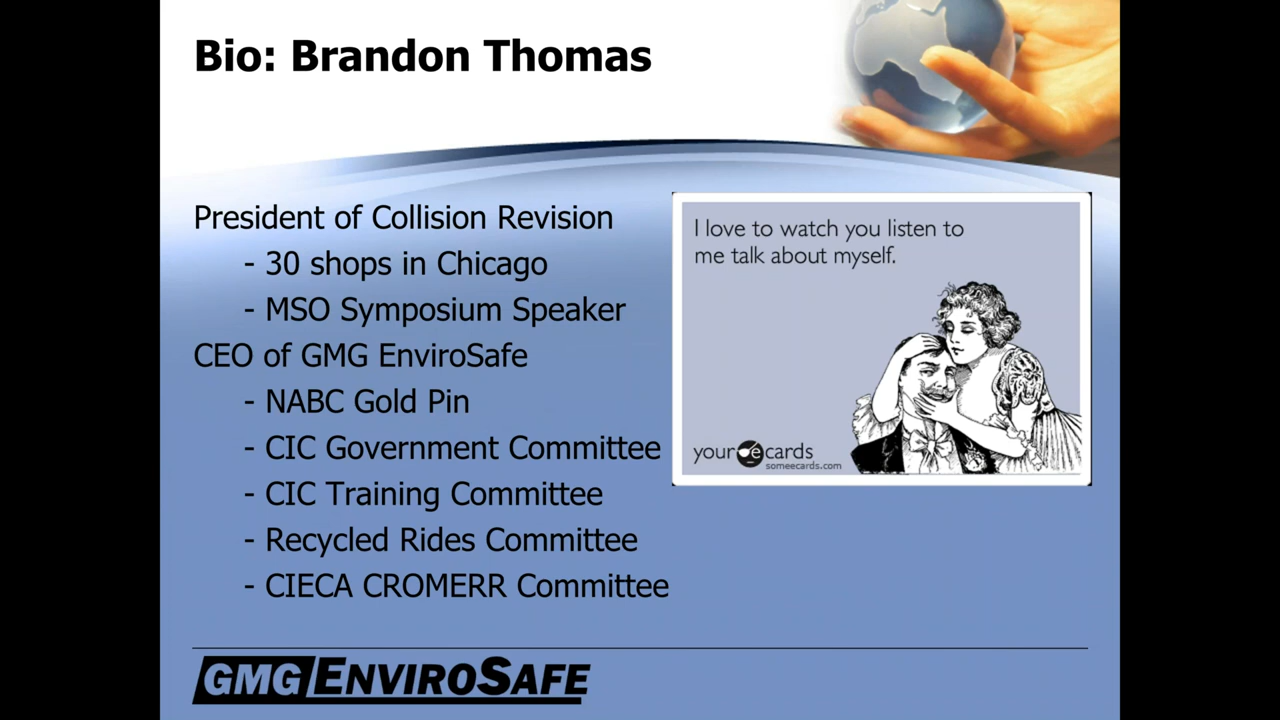 Bio: Brandon Thomas
President of Collision Revision
- 30 shops in Chicago
- MSO Symposium Speaker
CEO of GMG EnviroSafe
- NABC Gold Pin
- CIC Government Committee
- CIC Training Committee
- Recycled Rides Committee
- CIECA CROMERR Committee
I love to watch you listen to
me talk about myself.
your e cards
someecards.com
GMG ENVIROSAFE